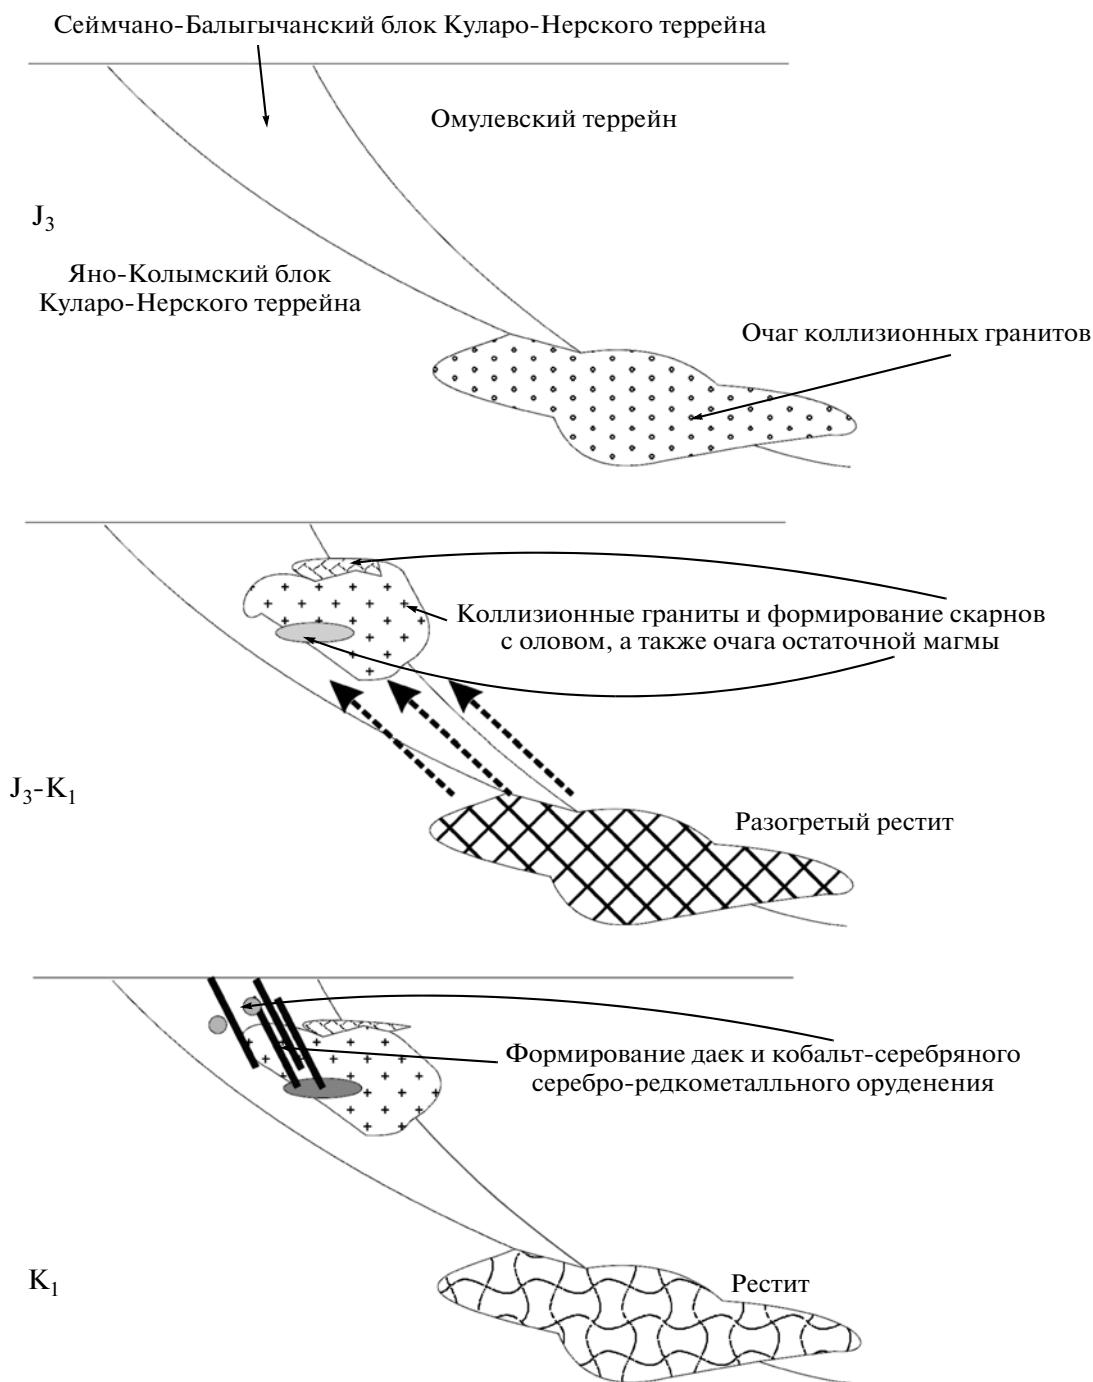 Сеймчано-Балыгычанский блок Куларо-Нерского террейна
Омулевский террейн
J3
Яно-Колымский блок
Куларо-Нерского террейна
Очаг коллизионных гранитов
Коллизионные граниты и формирование скарнов
с оловом, а также очага остаточной магмы
J3-K1
Разогретый рестит
Формирование даек и кобальт-серебряного
серебро-редкометалльного оруденения
K1
Рестит